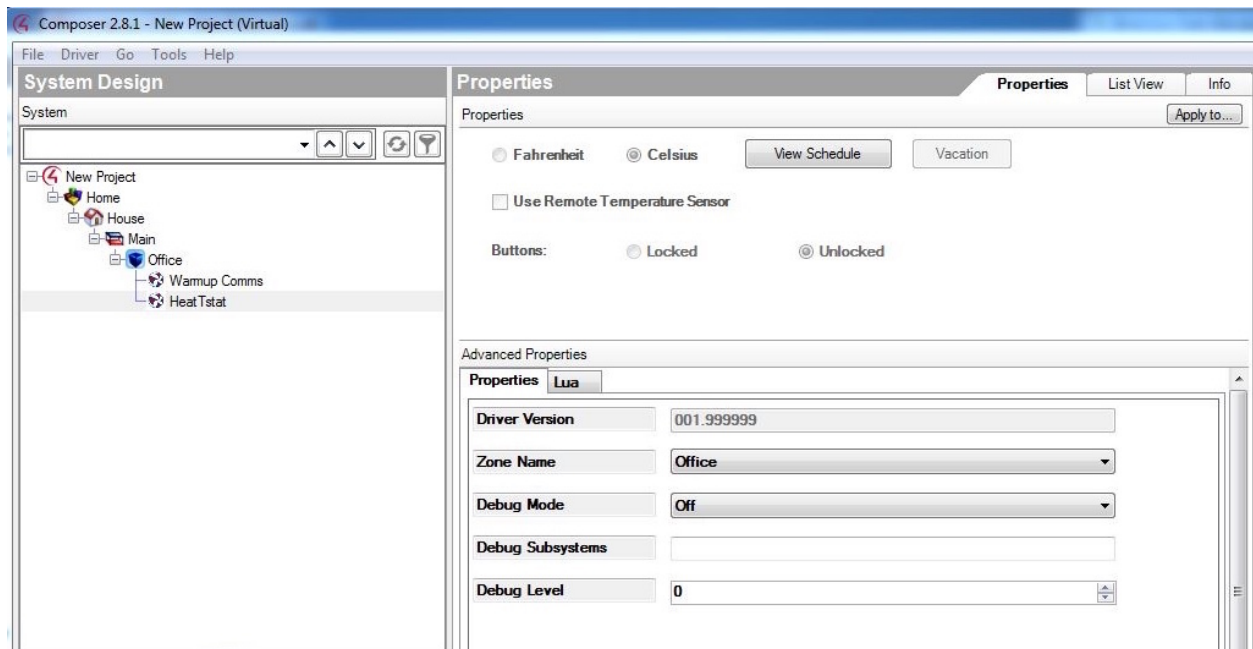 Composer 2.8.1 - New Project (Virtual)
File Driver Go Tools Help
System Design
System
New Project
Home
House
Main
Office
Warmup Comms
HeatTstat
Properties
Properties List View Info
Properties
Apply to...
Fahrenheit Celsius View Schedule Vacation
Use Remote Temperature Sensor
Buttons: Locked Unlocked
Advanced Properties
Properties Lua
Driver Version 001.999999
Zone Name Office
Debug Mode Off
Debug Subsystems
Debug Level 0